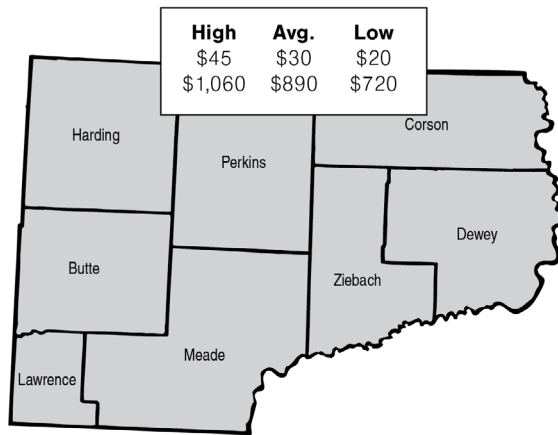 High Avg. Low
$45 $30 $20
$1,060 $890 $720
Harding
Corson
Perkins
Dewey
Butte
Ziebach
Meade
Lawrence